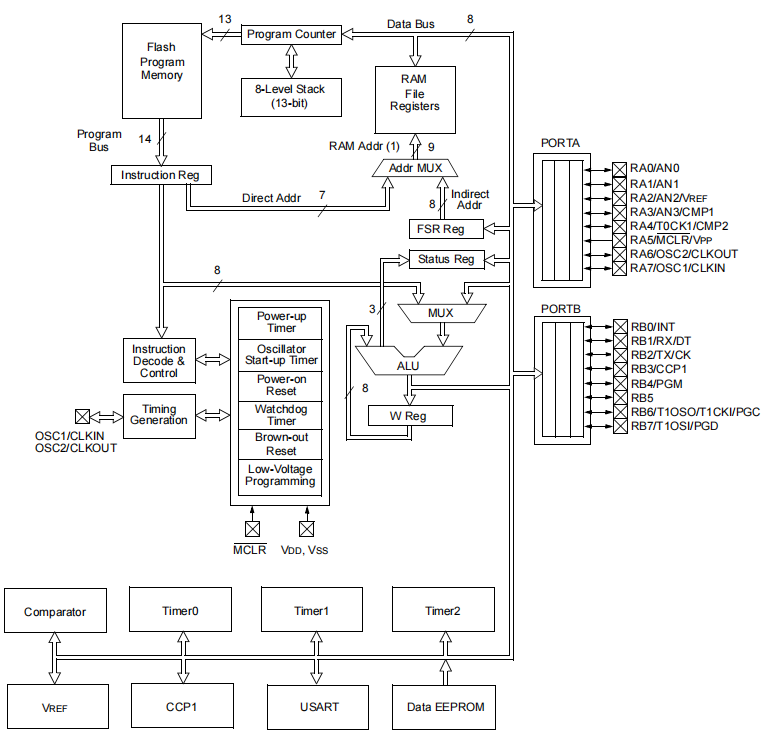 13
Data Bus
8
Program Counter
Flash
Program
Memory
8-Level Stack
(13-bit)
RAM
File
Registers
Program
Bus
14
RAM Addr (1)
9
PORTA
Instruction Reg
Addr MUX
Direct Addr
7
8
Indirect
Addr
FSR Reg
Status Reg
RA0/AN0
RA1/AN1
RA2/AN2/VREF
RA3/AN3/CMP1
RA4/T0CK1/CMP2
RA5/MCLR/VPP
RA6/OSC2/CLKOUT
RA7/OSC1/CLKIN
8
3
MUX
PORTB
Power-up
Timer
Oscillator
Start-up Timer
Power-on
Reset
Watchdog
Timer
Brown-out
Reset
Low-Voltage
Programming
Instruction
Decode &
Control
ALU
8
W Reg
Timing
Generation
OSC1/CLKIN
OSC2/CLKOUT
RB0/INT
RB1/RX/DT
RB2/TX/CK
RB3/CCP1
RB4/PGM
RB5
RB6/T1OSO/T1CKI/PGC
RB7/T1OSI/PGD
MCLR
VDD, VSS
Comparator
Timer0
Timer1
Timer2
VREF
CCP1
USART
Data EEPROM